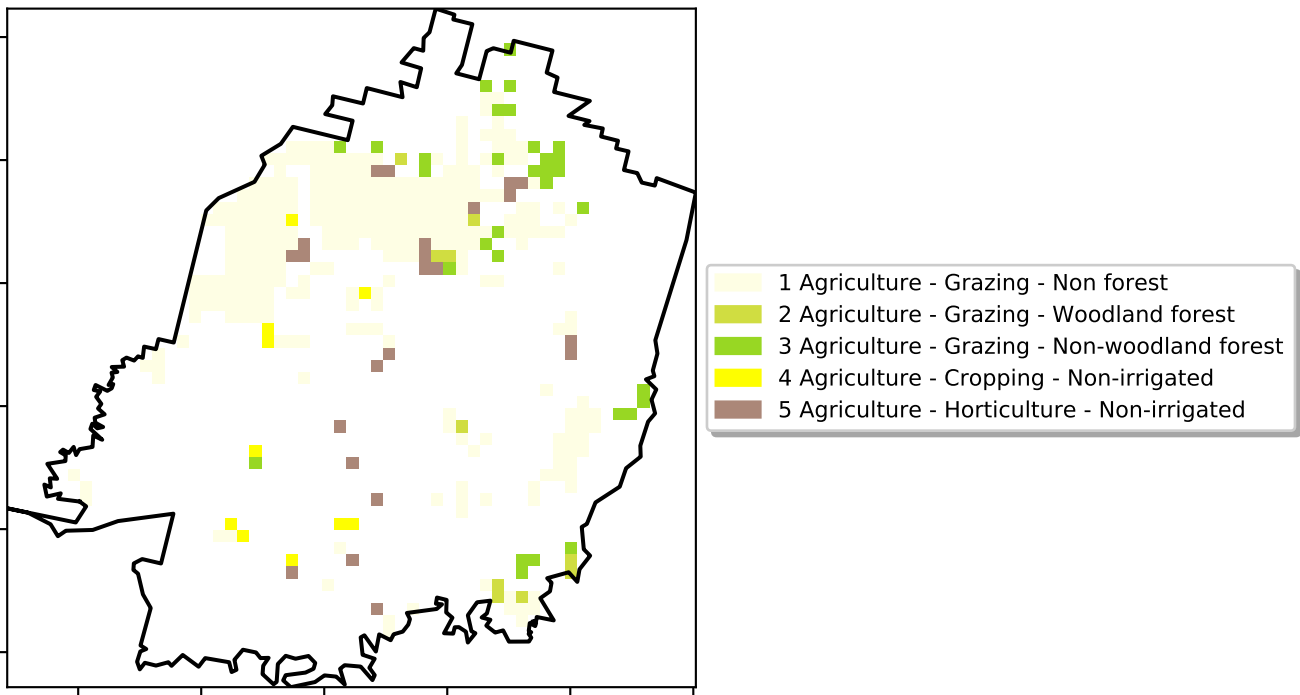 1 Agriculture - Grazing - Non forest
2 Agriculture - Grazing - Woodland forest
3 Agriculture - Grazing - Non-woodland forest
4 Agriculture - Cropping - Non-irrigated
5 Agriculture - Horticulture - Non-irrigated